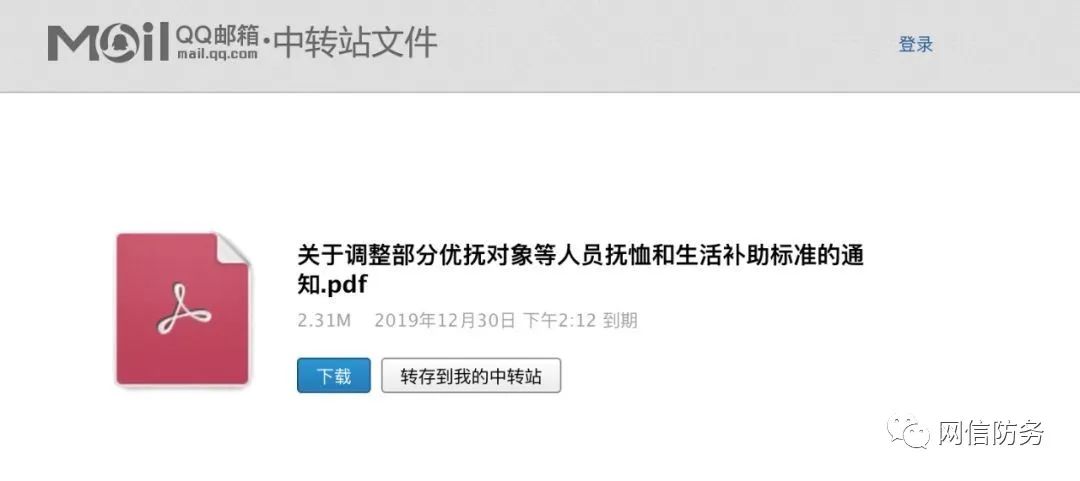 Mail QQ邮箱 mail.qq.com ·中转站文件
登录
关于调整部分优抚对象等人员抚恤和生活补助标准的通
知.pdf
2.31M 2019年12月30日 下午2:12 到期
下载 转存到我的中转站
网信防务